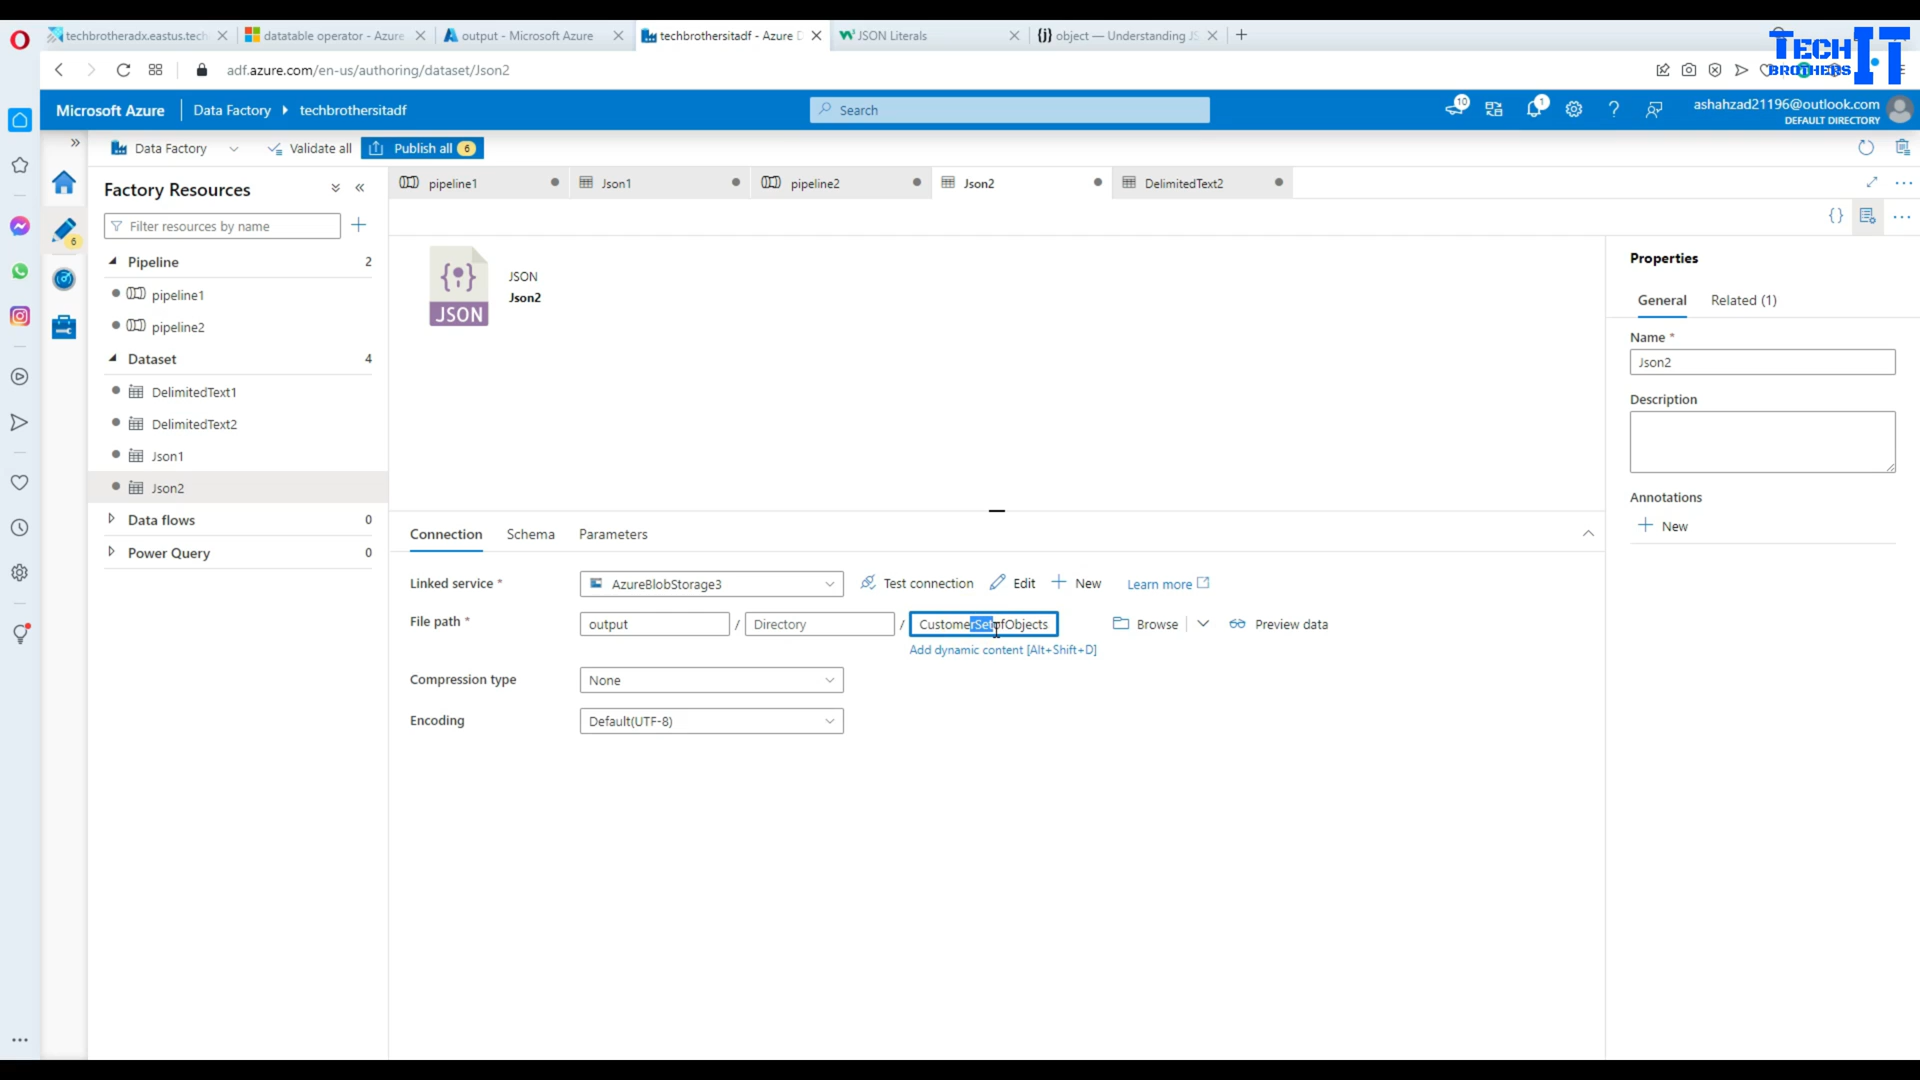 techbrotheradx.eastus.tech
datatable operator - Azure
output - Microsoft Azure
techbrothersitadf - Azure D
JSON Literals
{j} object — Understanding JS
adf.azure.com/en-us/authoring/dataset/Json2
TECH IT
BROTHERS
Microsoft Azure
Data Factory
techbrothersitadf
Search
10
1
ashahzad21196@outlook.com
DEFAULT DIRECTORY
Data Factory
Validate all
Publish all
6
Factory Resources
pipeline1
Json1
pipeline2
Json2
DelimitedText2
Filter resources by name
6
Pipeline
2
pipeline1
pipeline2
Dataset
4
DelimitedText1
DelimitedText2
Json1
Json2
Data flows
0
Power Query
0
JSON
JSON
Json2
Connection
Schema
Parameters
Linked service *
AzureBlobStorage3
Test connection
Edit
New
Learn more
File path *
output
/
Directory
/
CustomerSetofObjects
Browse
Preview data
Add dynamic content [Alt+Shift+D]
Compression type
None
Encoding
Default(UTF-8)
Properties
General
Related (1)
Name *
Json2
Description
Annotations
New